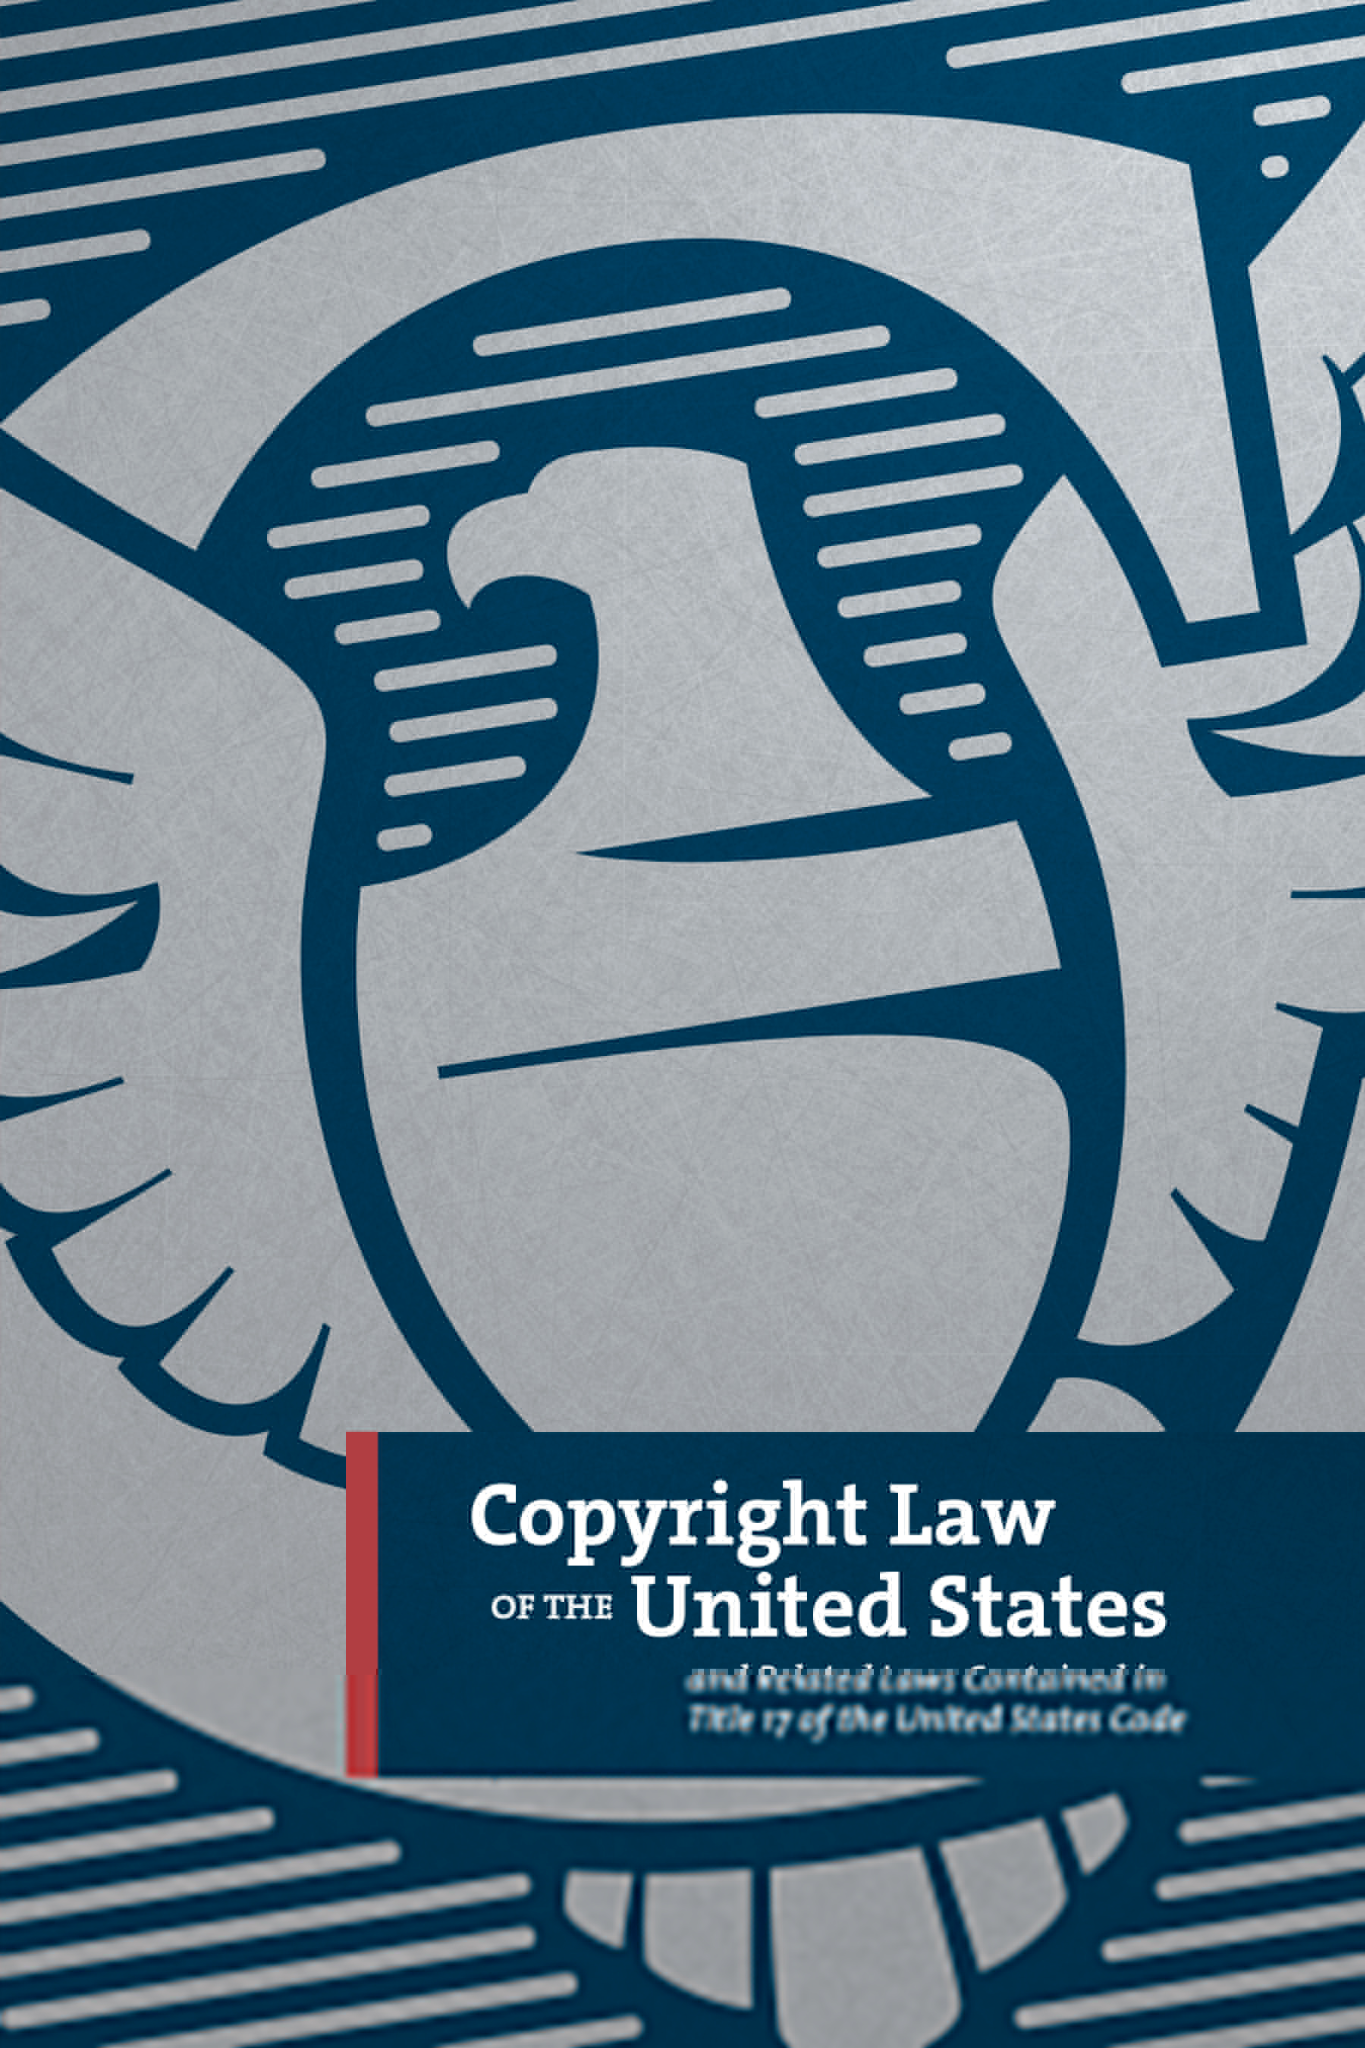 Copyright Law
OF THE United States
and Related Laws Contained in
Title 17 of the United States Code